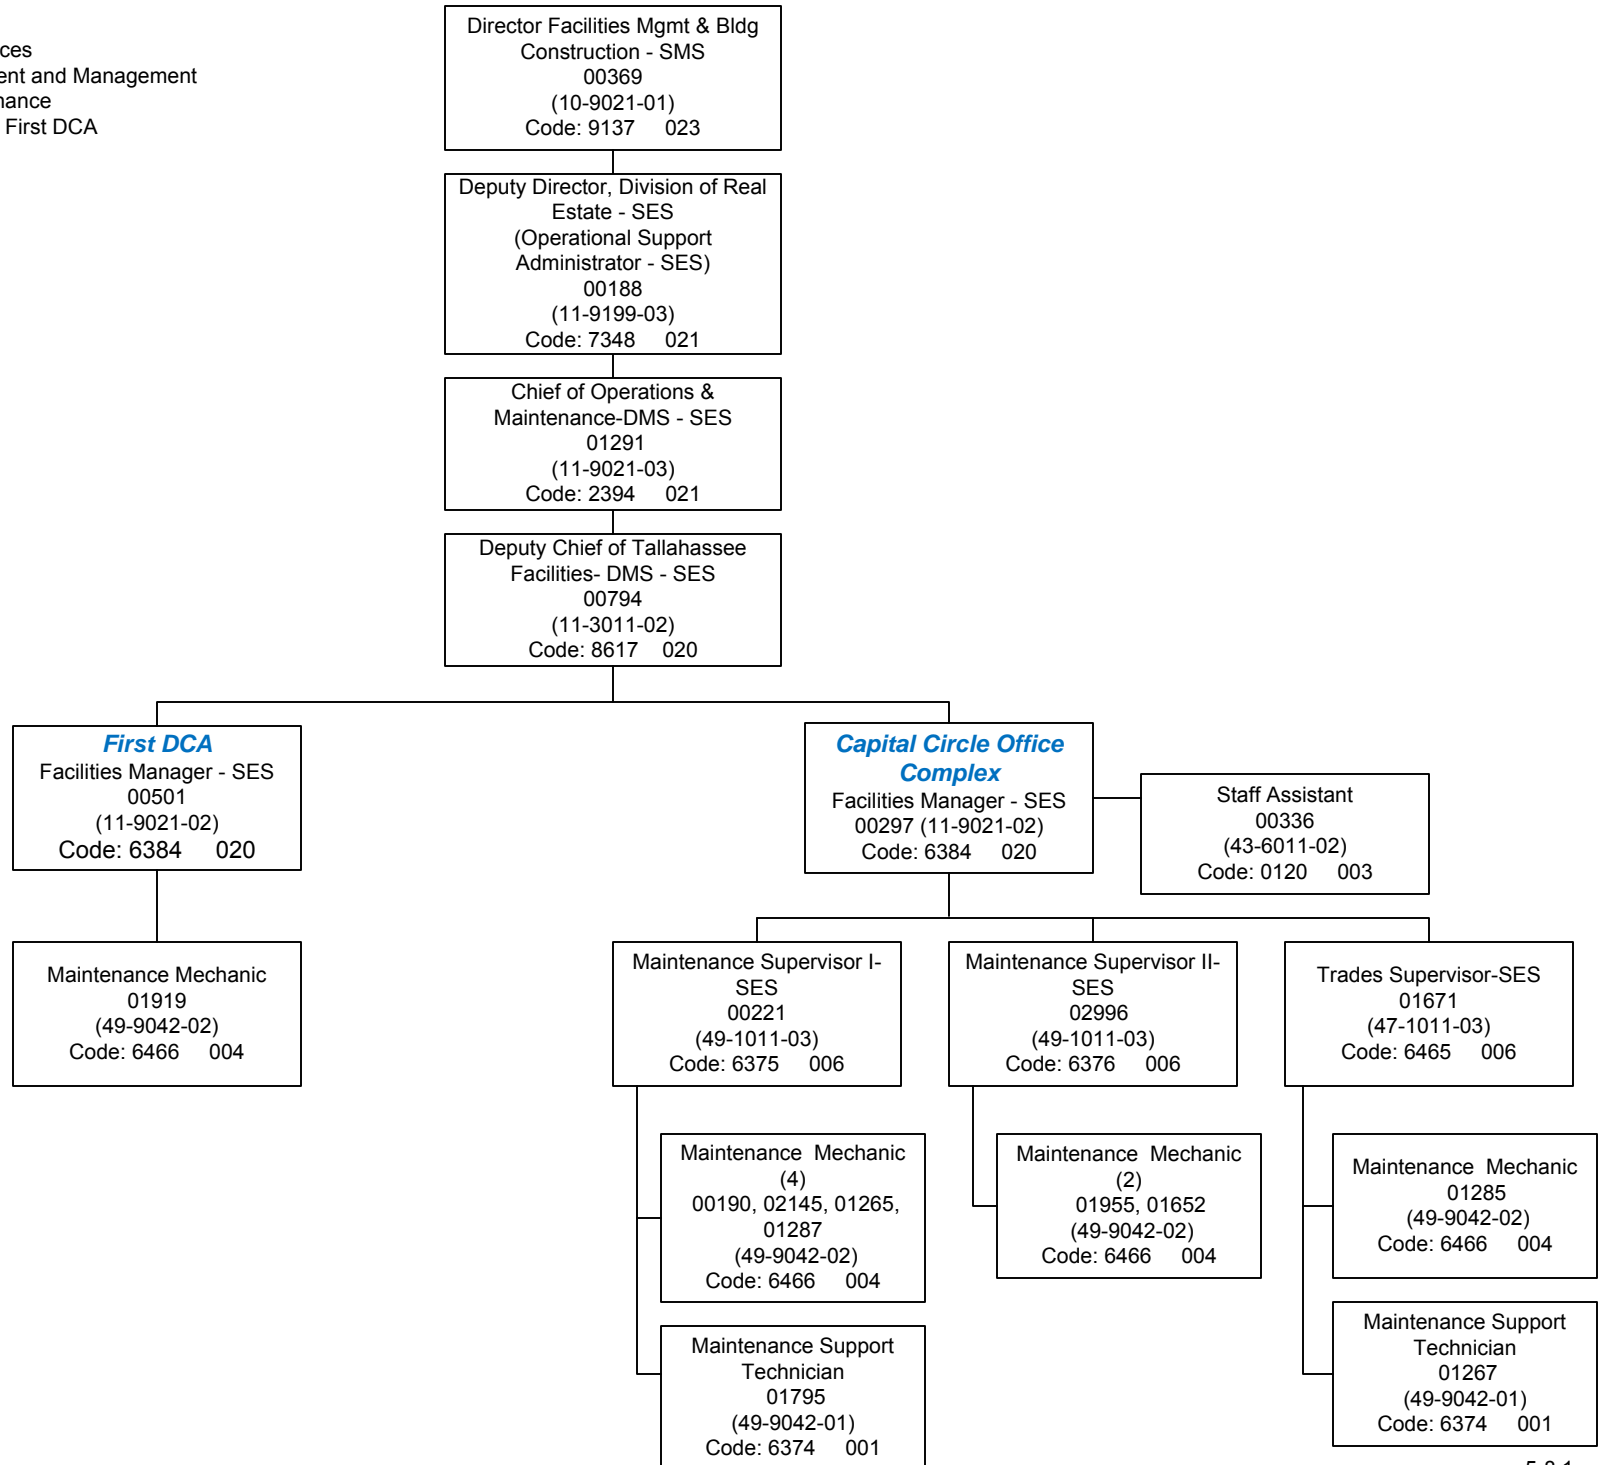 ent and Management
First DCA
Director Facilities Mgmt & Bldg
Construction - SMS
00369
(10-9021-01)
Code: 9137 023
Deputy Director, Division of Real
Estate - SES
(Operational Support
Administrator - SES)
00188
(11-9199-03)
Code: 7348 021
Chief of Operations &
Maintenance-DMS - SES
01291
(11-9021-03)
Code: 2394 021
Deputy Chief of Tallahassee
Facilities- DMS - SES
00794
(11-3011-02)
Code: 8617 020
First DCA
Facilities Manager - SES
00501
(11-9021-02)
Code: 6384 020
Capital Circle Office
Complex
Facilities Manager - SES
00297 (11-9021-02)
Code: 6384 020
Staff Assistant
00336
(43-6011-02)
Code: 0120 003
Maintenance Mechanic
01919
(49-9042-02)
Code: 6466 004
Maintenance Supervisor I-
SES
00221
(49-1011-03)
Code: 6375 006
Maintenance Supervisor II-
SES
02996
(49-1011-03)
Code: 6376 006
Trades Supervisor-SES
01671
(47-1011-03)
Code: 6465 006
Maintenance Mechanic
(4)
00190, 02145, 01265,
01287
(49-9042-02)
Code: 6466 004
Maintenance Mechanic
(2)
01955, 01652
(49-9042-02)
Code: 6466 004
Maintenance Mechanic
01285
(49-9042-02)
Code: 6466 004
Maintenance Support
Technician
01795
(49-9042-01)
Code: 6374 001
Maintenance Support
Technician
01267
(49-9042-01)
Code: 6374 001